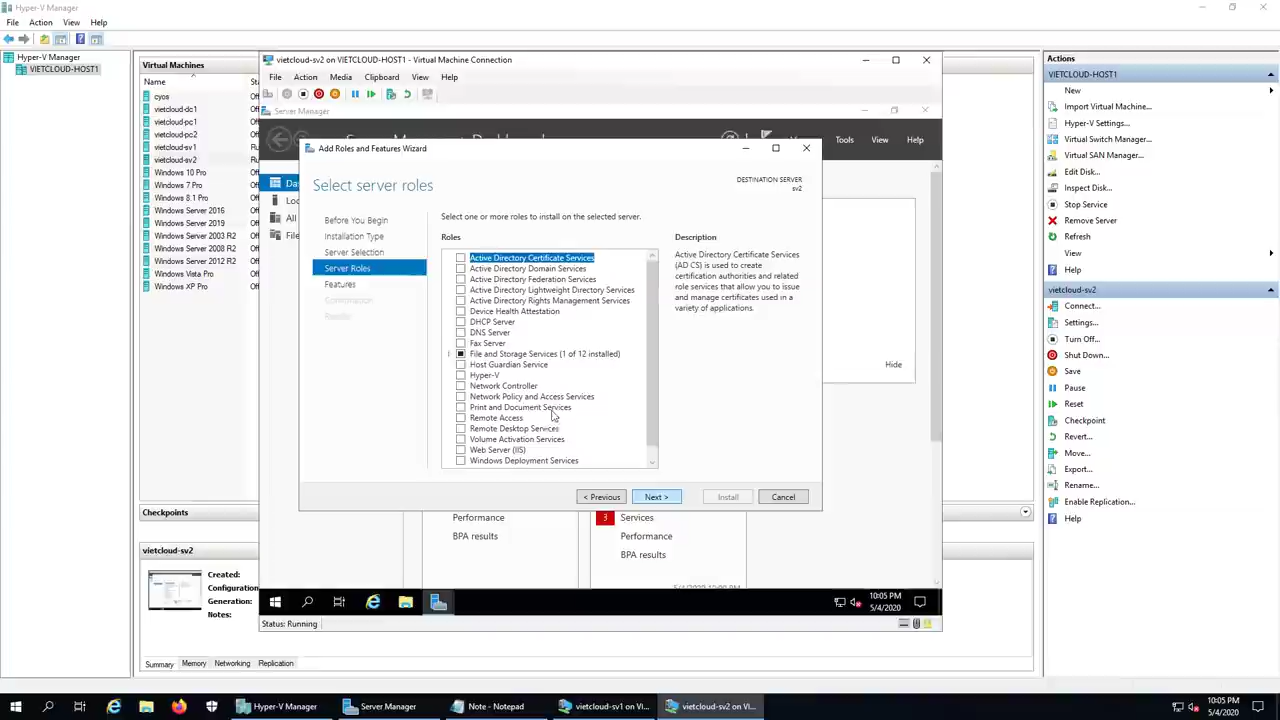 Hyper-V Manager
File Action View Help
Hyper-V Manager
VIETCLOUD-HOST1
Virtual Machines
Name
cyos
vietcloud-dc1
vietcloud-pc1
vietcloud-pc2
vietcloud-sv1
vietcloud-sv2
Windows 10 Pro
Windows 7 Pro
Windows 8.1 Pro
Windows Server 2016
Windows Server 2019
Windows Server 2003 R2
Windows Server 2008 R2
Windows Server 2012 R2
Windows Vista Pro
Windows XP Pro
Checkpoints
vietcloud-sv2
Created:
Configuration
Generation:
Notes:
Summary Memory Networking Replication
vietcloud-sv2 on VIETCLOUD-HOST1 - Virtual Machine Connection
File Action Media Clipboard View Help
Server Manager
Tools View Help
Add Roles and Features Wizard
Select server roles
DESTINATION SERVER
sv2
Before You Begin
Installation Type
Server Selection
Server Roles
Features
Confirmation
Results
Select one or more roles to install on the selected server.
Roles
Active Directory Certificate Services
Active Directory Domain Services
Active Directory Federation Services
Active Directory Lightweight Directory Services
Active Directory Rights Management Services
Device Health Attestation
DHCP Server
DNS Server
Fax Server
File and Storage Services (1 of 12 installed)
Host Guardian Service
Hyper-V
Network Controller
Network Policy and Access Services
Print and Document Services
Remote Access
Remote Desktop Services
Volume Activation Services
Web Server (IIS)
Windows Deployment Services
Description
Active Directory Certificate Services
(AD CS) is used to create
certification authorities and related
role services that allow you to issue
and manage certificates used in a
variety of applications.
< Previous Next > Install Cancel
Hide
Performance
BPA results
3 Services
Performance
BPA results
10:05 PM
5/4/2020
Status: Running
Actions
VIETCLOUD-HOST1
New
Import Virtual Machine...
Hyper-V Settings...
Virtual Switch Manager...
Virtual SAN Manager...
Edit Disk...
Inspect Disk...
Stop Service
Remove Server
Refresh
View
Help
vietcloud-sv2
Connect...
Settings...
Turn Off...
Shut Down...
Save
Pause
Reset
Checkpoint
Revert...
Move...
Export...
Rename...
Enable Replication...
Help
Hyper-V Manager Server Manager Note - Notepad vietcloud-sv1 on VI... vietcloud-sv2 on VI...
10:05 PM
5/4/2020